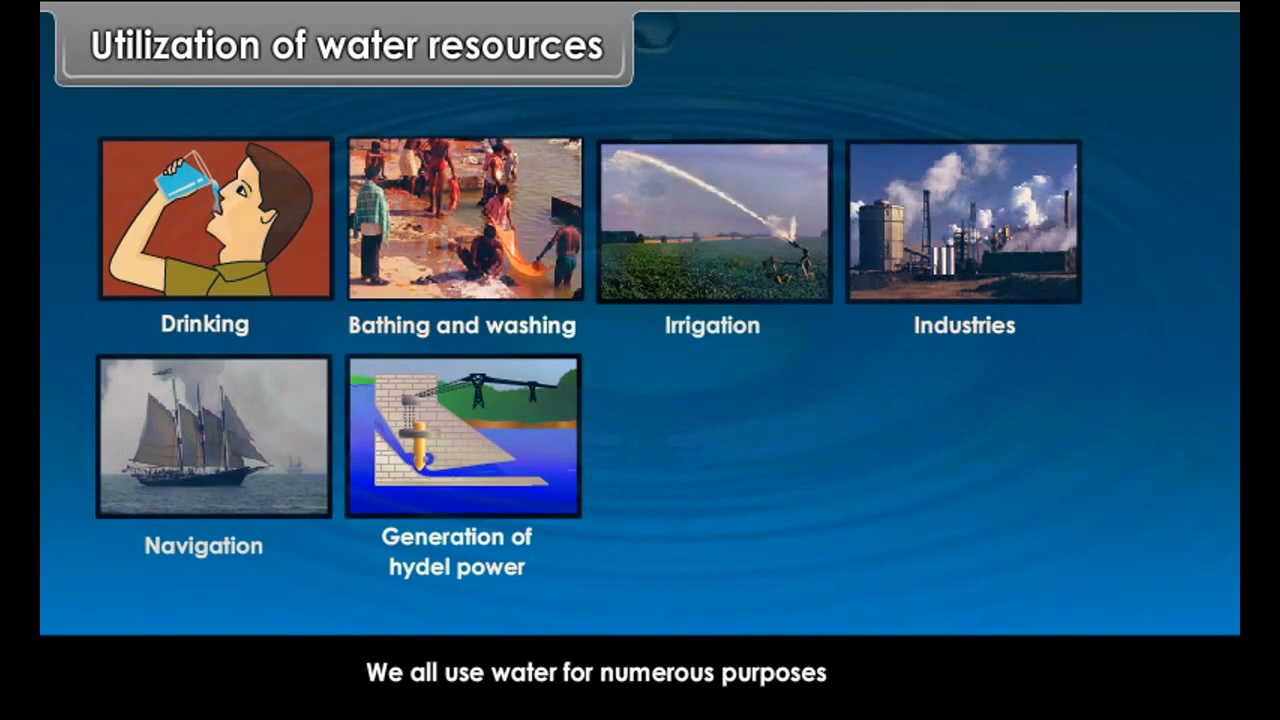 Utilization of water resources
Drinking
Bathing and washing
Irrigation
Industries
Navigation
Generation of
hydel power
We all use water for numerous purposes